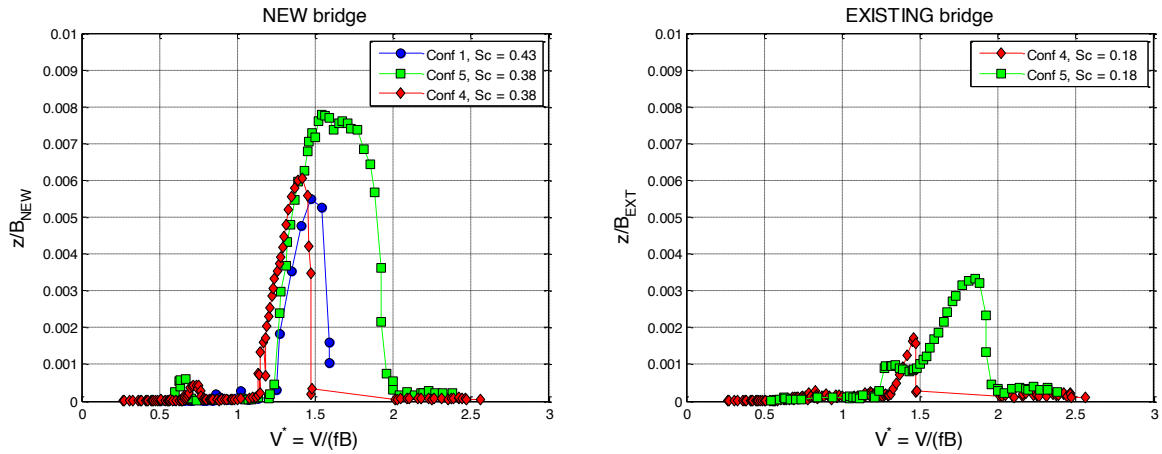 NEW bridge
0.01
0.009
0.008
0.007
0.006
0.005
0.004
0.003
0.002
0.001
0
z/B_NEW
Conf 1, Sc = 0.43
Conf 5, Sc = 0.38
Conf 4, Sc = 0.38
0 0.5 1 1.5 2 2.5 3
V* = V/(fB)
EXISTING bridge
0.01
0.009
0.008
0.007
0.006
0.005
0.004
0.003
0.002
0.001
0
z/B_EXT
Conf 4, Sc = 0.18
Conf 5, Sc = 0.18
0 0.5 1 1.5 2 2.5 3
V* = V/(fB)